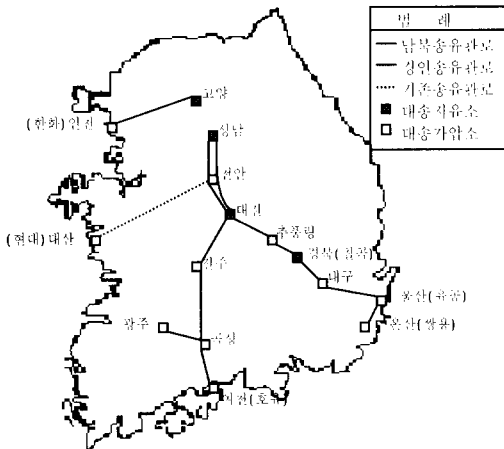 범 례
남북송유관로
경인송유관로
기존송유관로
대송저유소
대송가압소
고양
(한화)인천
성남
천안
대전
(현대)대산
추풍령
경북(칠곡)
대구
전주
울산(유공)
온산(쌍용)
광주
곡성
여천(호유)